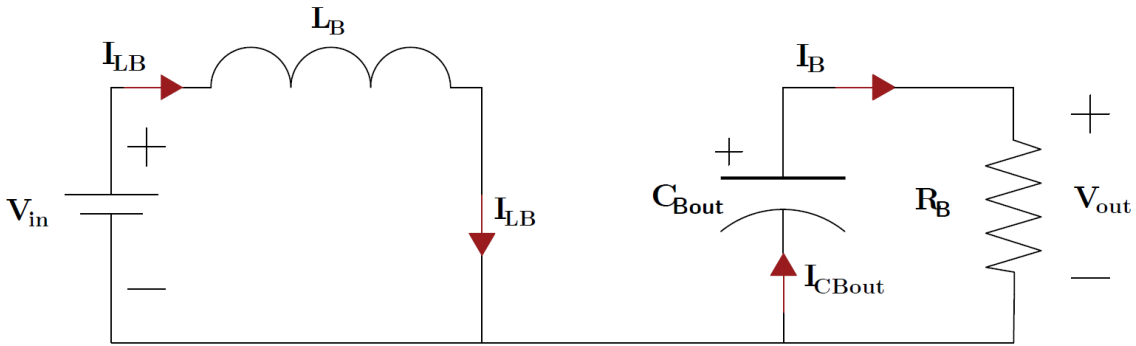 L_B
I_LB
I_B
+
+
+
V_in
I_LB
C_Bout
R_B
V_out
I_CBout
−
−